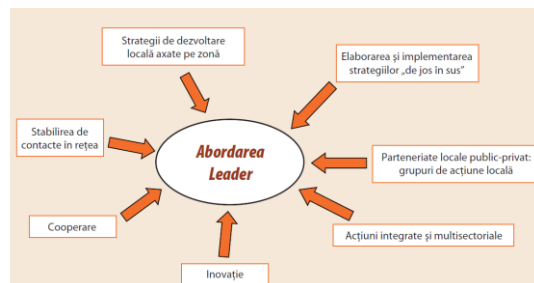 Strategii de dezvoltare
locală axate pe zonă
Elaborarea și implementarea
strategiilor „de jos în sus”
Stabilirea de
contacte în rețea
Abordarea
Leader
Parteneriate locale public-privat:
grupuri de acțiune locală
Cooperare
Acțiuni integrate și multisectoriale
Inovație